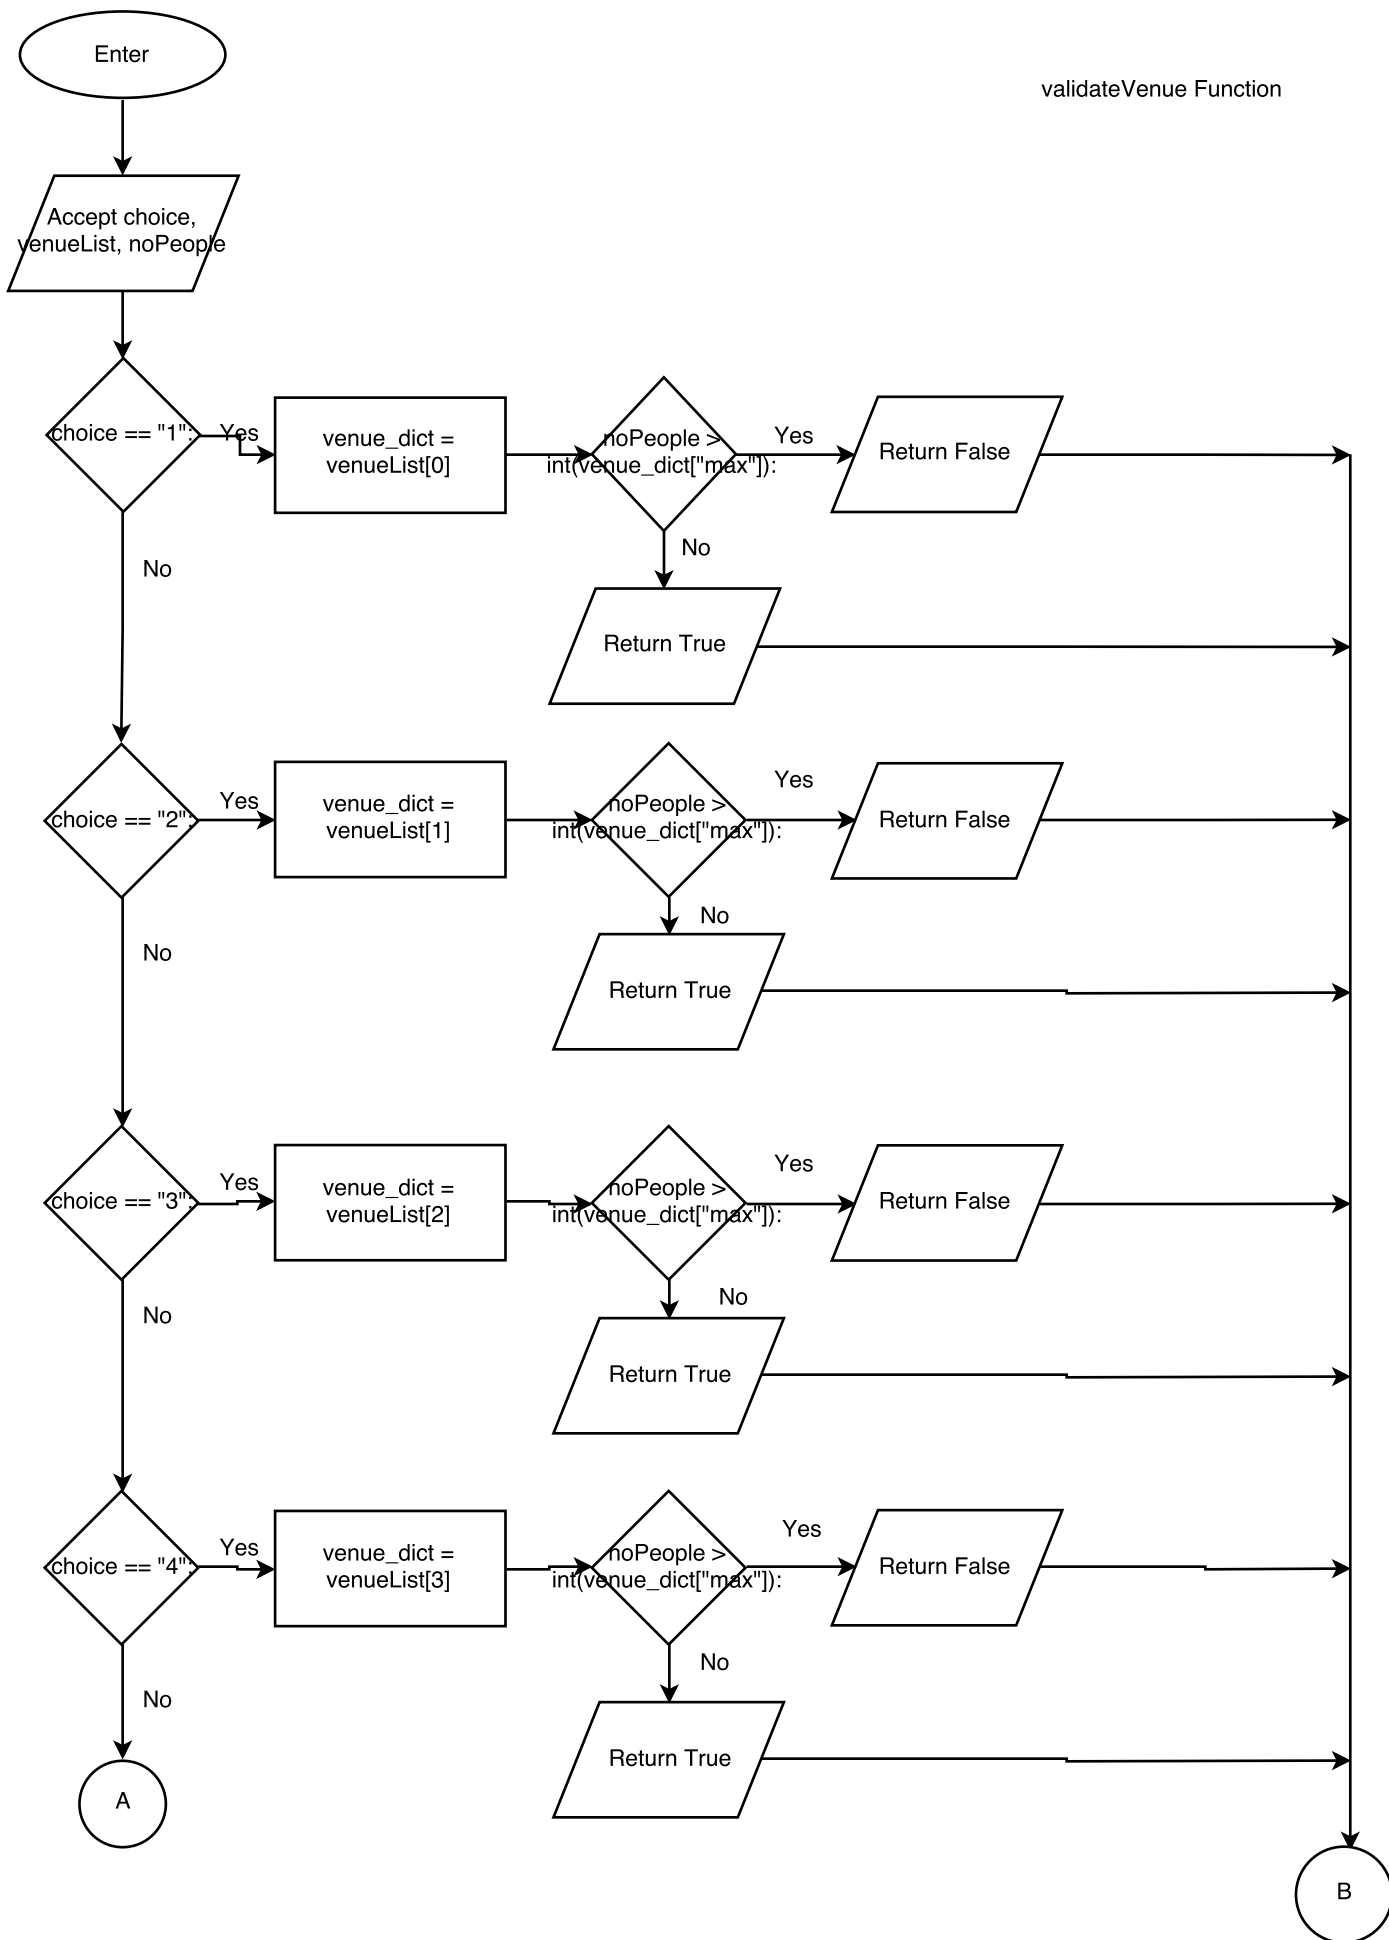 Enter
validateVenue Function
Accept choice,
venueList, noPeople
choice == "1":
Yes
venue_dict =
venueList[0]
noPeople >
int(venue_dict["max"]):
Yes
Return False
No
No
Return True
choice == "2":
Yes
venue_dict =
venueList[1]
noPeople >
int(venue_dict["max"]):
Yes
Return False
No
No
Return True
choice == "3":
Yes
venue_dict =
venueList[2]
noPeople >
int(venue_dict["max"]):
Yes
Return False
No
No
Return True
choice == "4":
Yes
venue_dict =
venueList[3]
noPeople >
int(venue_dict["max"]):
Yes
Return False
No
No
Return True
A
B